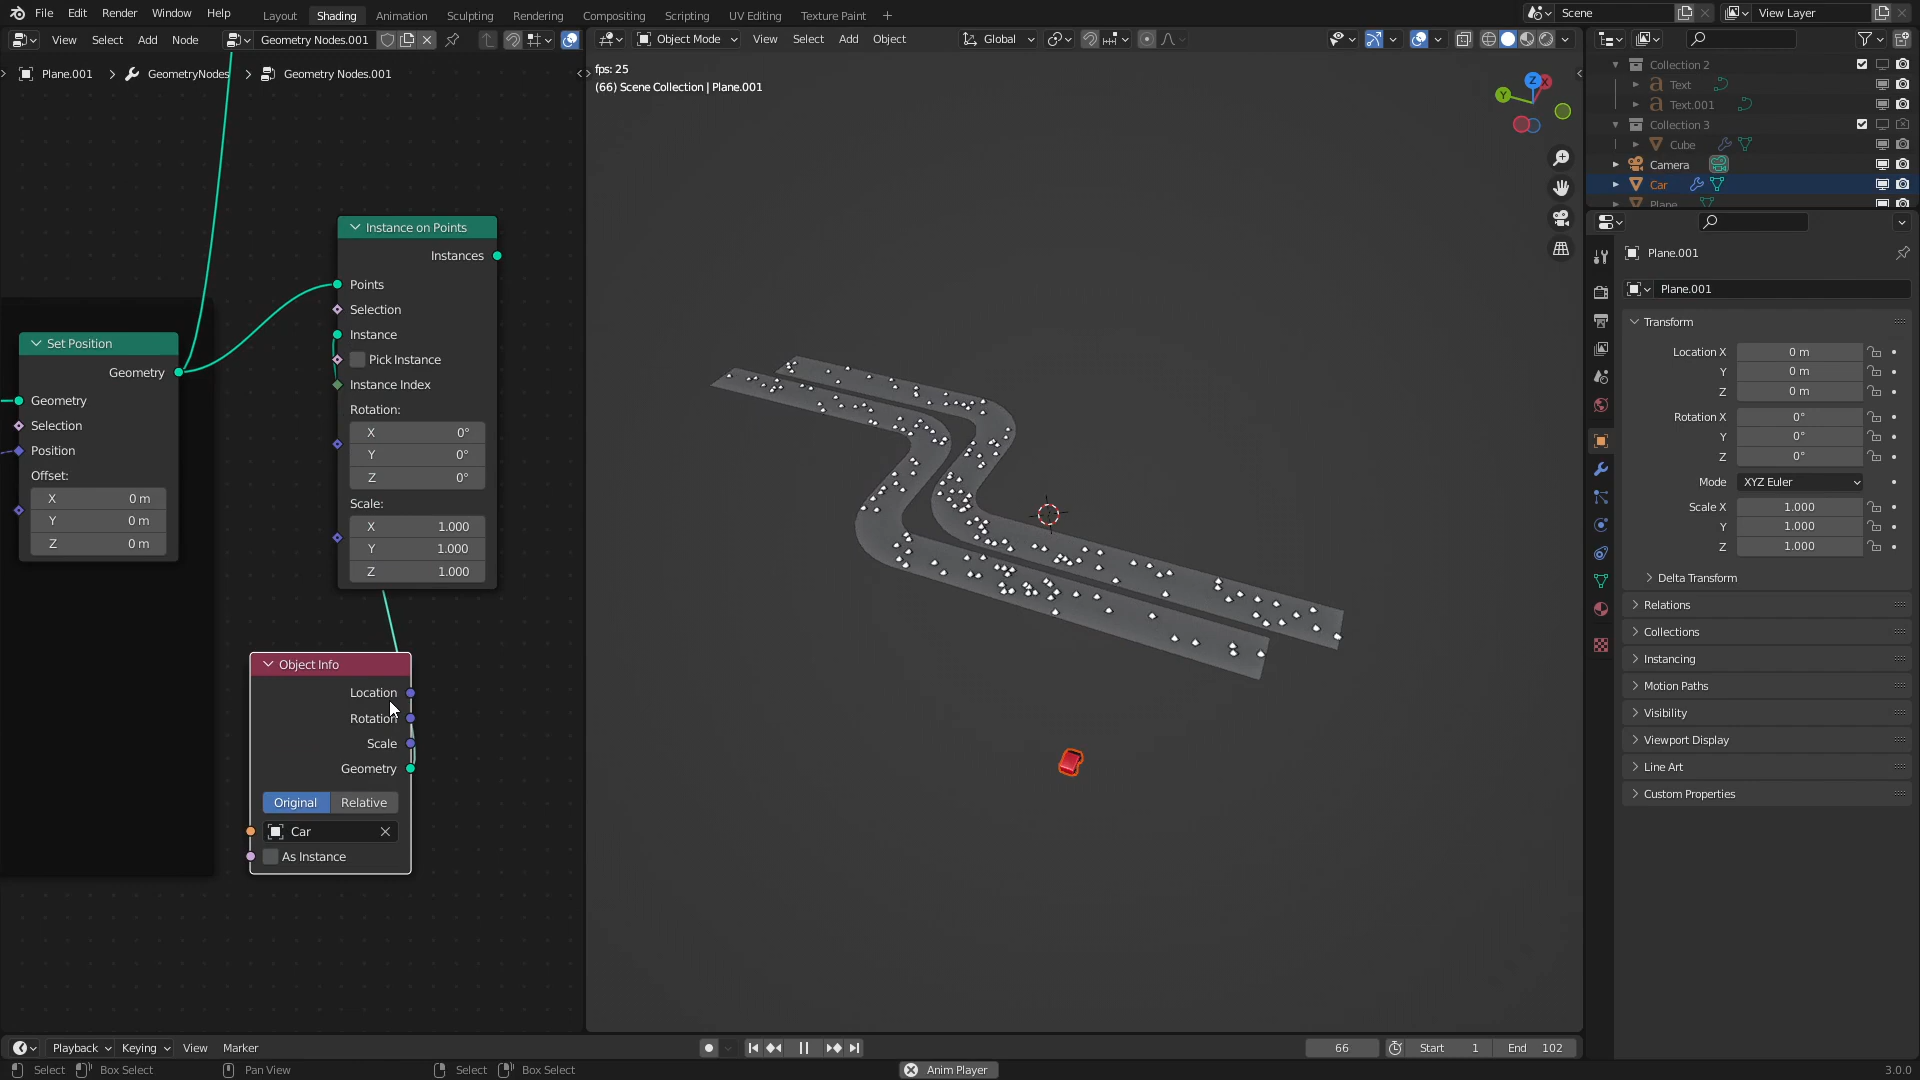 File Edit Render Window Help Layout Shading Animation Sculpting Rendering Compositing Scripting UV Editing Texture Paint + Scene View Layer
View Select Add Node Geometry Nodes.001 Object Mode View Select Add Object Global
Plane.001 > GeometryNodes > Geometry Nodes.001
fps: 25
(66) Scene Collection | Plane.001
Z
X
Y
Instance on Points
Instances
Points
Selection
Instance
Pick Instance
Instance Index
Rotation:
X 0°
Y 0°
Z 0°
Scale:
X 1.000
Y 1.000
Z 1.000
Set Position
Geometry
Geometry
Selection
Position
Offset:
X 0 m
Y 0 m
Z 0 m
Object Info
Location
Rotation
Scale
Geometry
Original Relative
Car
As Instance
Collection 2
Text
Text.001
Collection 3
Cube
Camera
Car
Plane
Plane.001
Plane.001
Transform
Location X 0 m
Y 0 m
Z 0 m
Rotation X 0°
Y 0°
Z 0°
Mode XYZ Euler
Scale X 1.000
Y 1.000
Z 1.000
Delta Transform
Relations
Collections
Instancing
Motion Paths
Visibility
Viewport Display
Line Art
Custom Properties
Playback Keying View Marker 66 Start 1 End 102
Select Box Select Pan View Select Box Select Anim Player 3.0.0